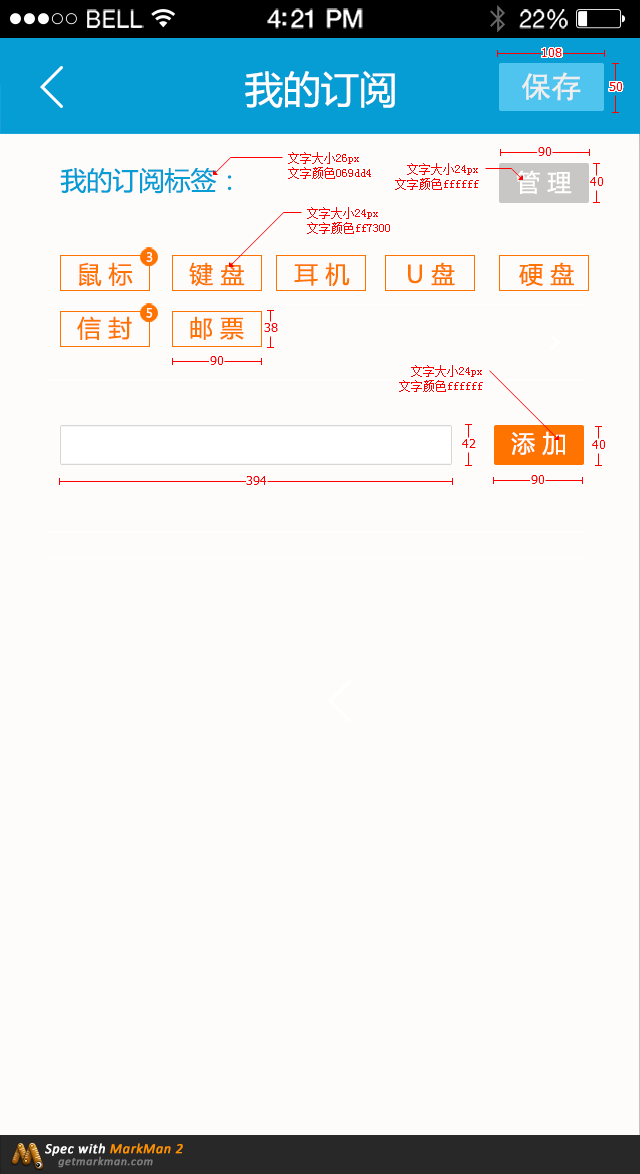 BELL 4:21 PM 22%
108
我的订阅 保存 50
文字大小26px
文字颜色069dd4
90
文字大小24px
文字颜色ffffff
我的订阅标签： 管理 40
文字大小24px
文字颜色ff7300
3
鼠标 键盘 耳机 U盘 硬盘
5
信封 邮票 38
90
文字大小24px
文字颜色ffffff
42 添加 40
394 90
Spec with MarkMan 2
getmarkman.com